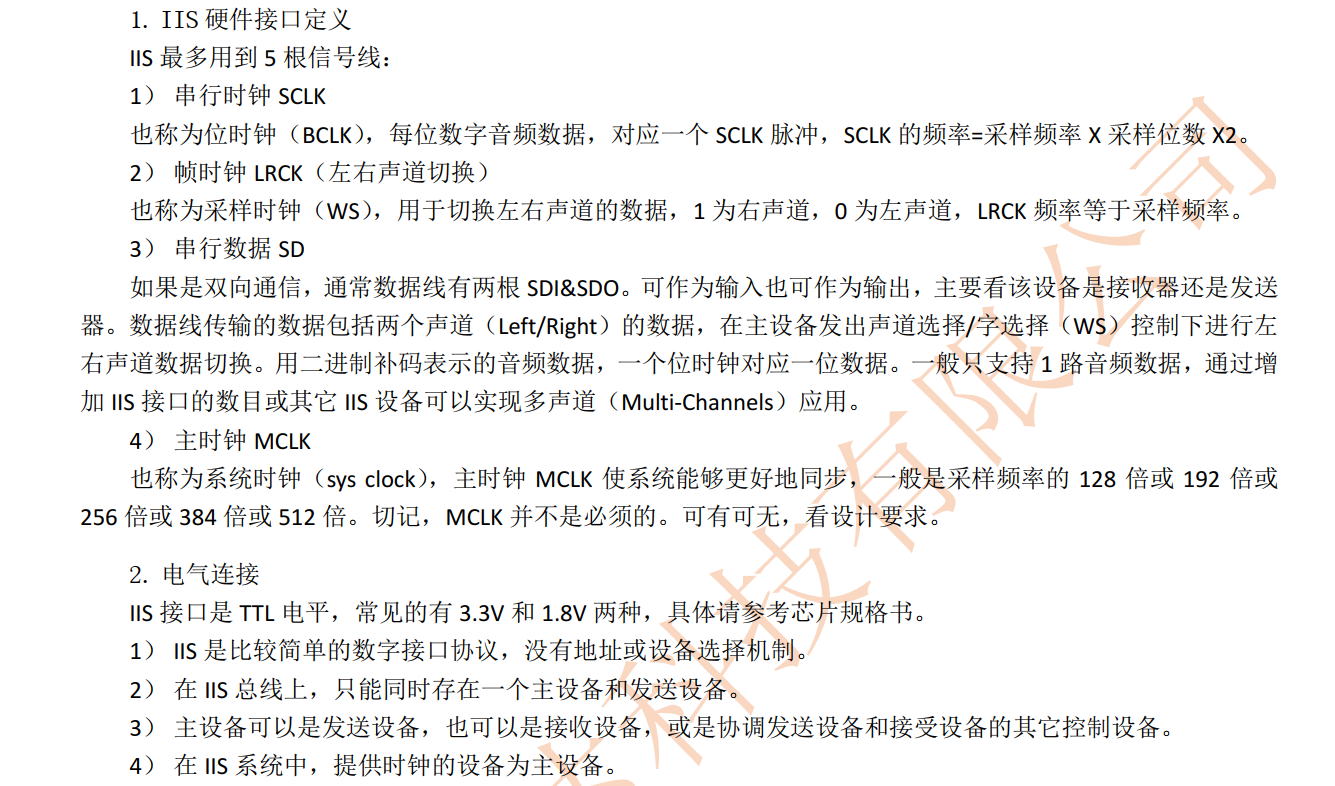 1. IIS 硬件接口定义
IIS 最多用到 5 根信号线：
1） 串行时钟 SCLK
也称为位时钟（BCLK），每位数字音频数据，对应一个 SCLK 脉冲，SCLK 的频率=采样频率 X 采样位数 X2。
2） 帧时钟 LRCK（左右声道切换）
也称为采样时钟（WS），用于切换左右声道的数据，1 为右声道，0 为左声道，LRCK 频率等于采样频率。
3） 串行数据 SD
如果是双向通信，通常数据线有两根 SDI&SDO。可作为输入也可作为输出，主要看该设备是接收器还是发送
器。数据线传输的数据包括两个声道（Left/Right）的数据，在主设备发出声道选择/字选择（WS）控制下进行左
右声道数据切换。用二进制补码表示的音频数据，一个位时钟对应一位数据。一般只支持 1 路音频数据，通过增
加 IIS 接口的数目或其它 IIS 设备可以实现多声道（Multi-Channels）应用。
4） 主时钟 MCLK
也称为系统时钟（sys clock），主时钟 MCLK 使系统能够更好地同步，一般是采样频率的 128 倍或 192 倍或
256 倍或 384 倍或 512 倍。切记，MCLK 并不是必须的。可有可无，看设计要求。
2. 电气连接
IIS 接口是 TTL 电平，常见的有 3.3V 和 1.8V 两种，具体请参考芯片规格书。
1） IIS 是比较简单的数字接口协议，没有地址或设备选择机制。
2） 在 IIS 总线上，只能同时存在一个主设备和发送设备。
3） 主设备可以是发送设备，也可以是接收设备，或是协调发送设备和接受设备的其它控制设备。
4） 在 IIS 系统中，提供时钟的设备为主设备。
科技有限公司